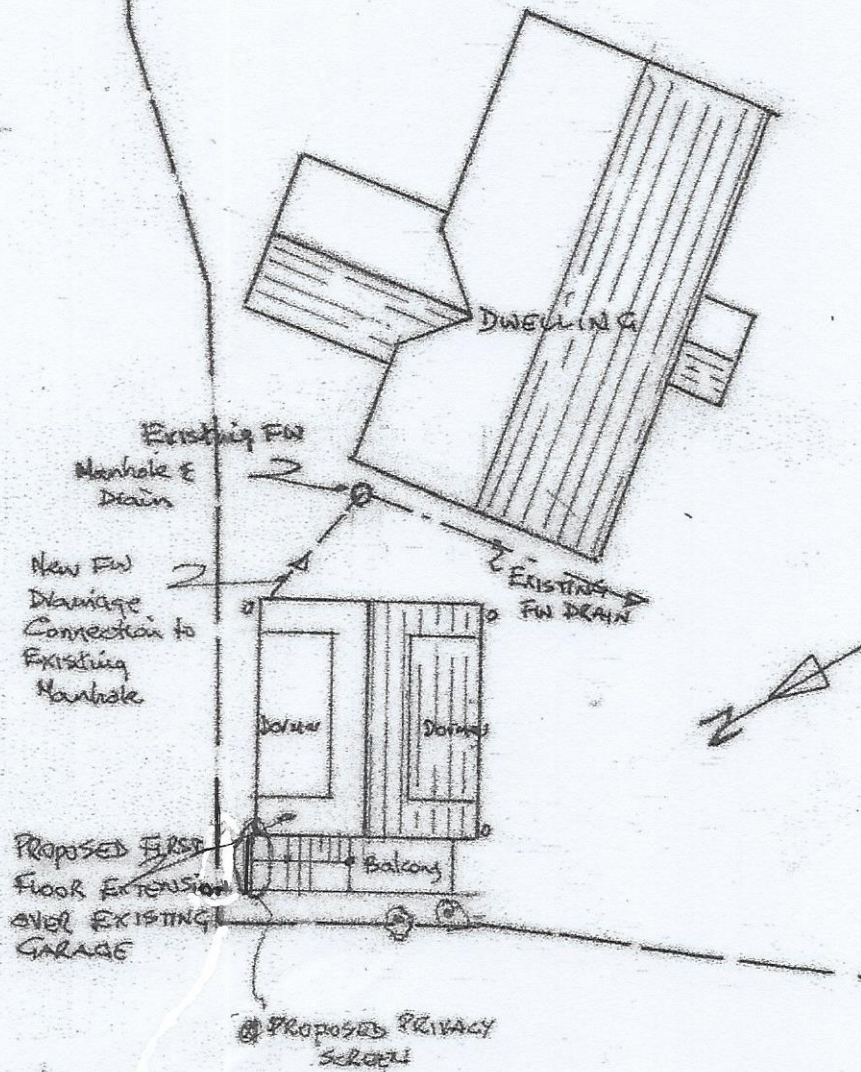 DWELLING
Existing FW
Manhole &
Drain
New FW
Drainage
Connection to
Existing
Manhole
EXISTING
FW DRAIN
N
Dormer
Dormer
PROPOSED FIRST
FLOOR EXTENSION
OVER EXISTING
GARAGE
Balcony
PROPOSED PRIVACY
SCREEN